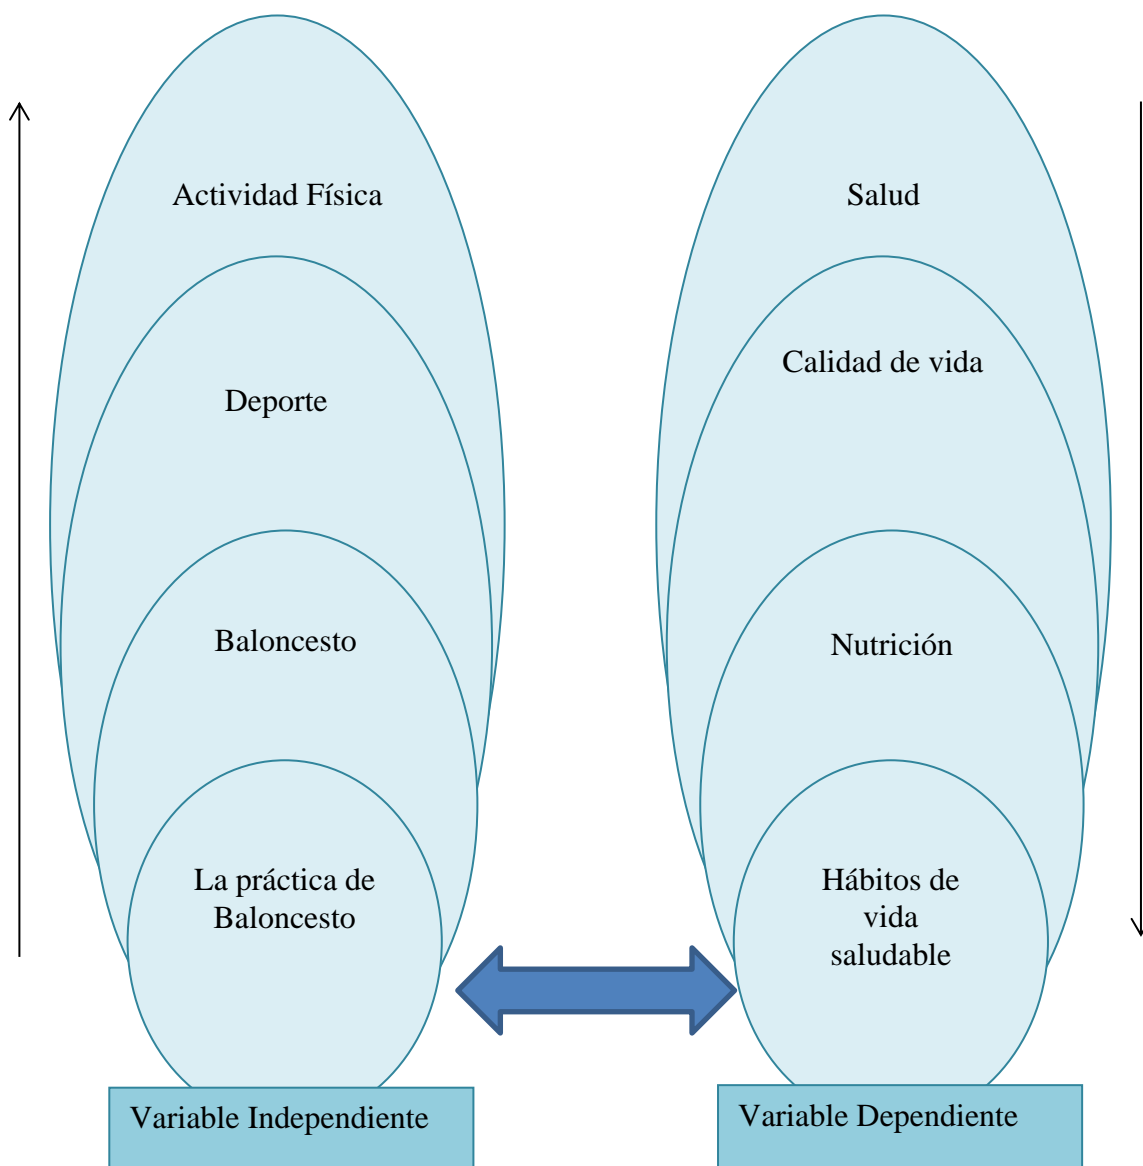 Actividad Física
Deporte
Baloncesto
La práctica de
Baloncesto
Variable Independiente
Salud
Calidad de vida
Nutrición
Hábitos de
vida
saludable
Variable Dependiente